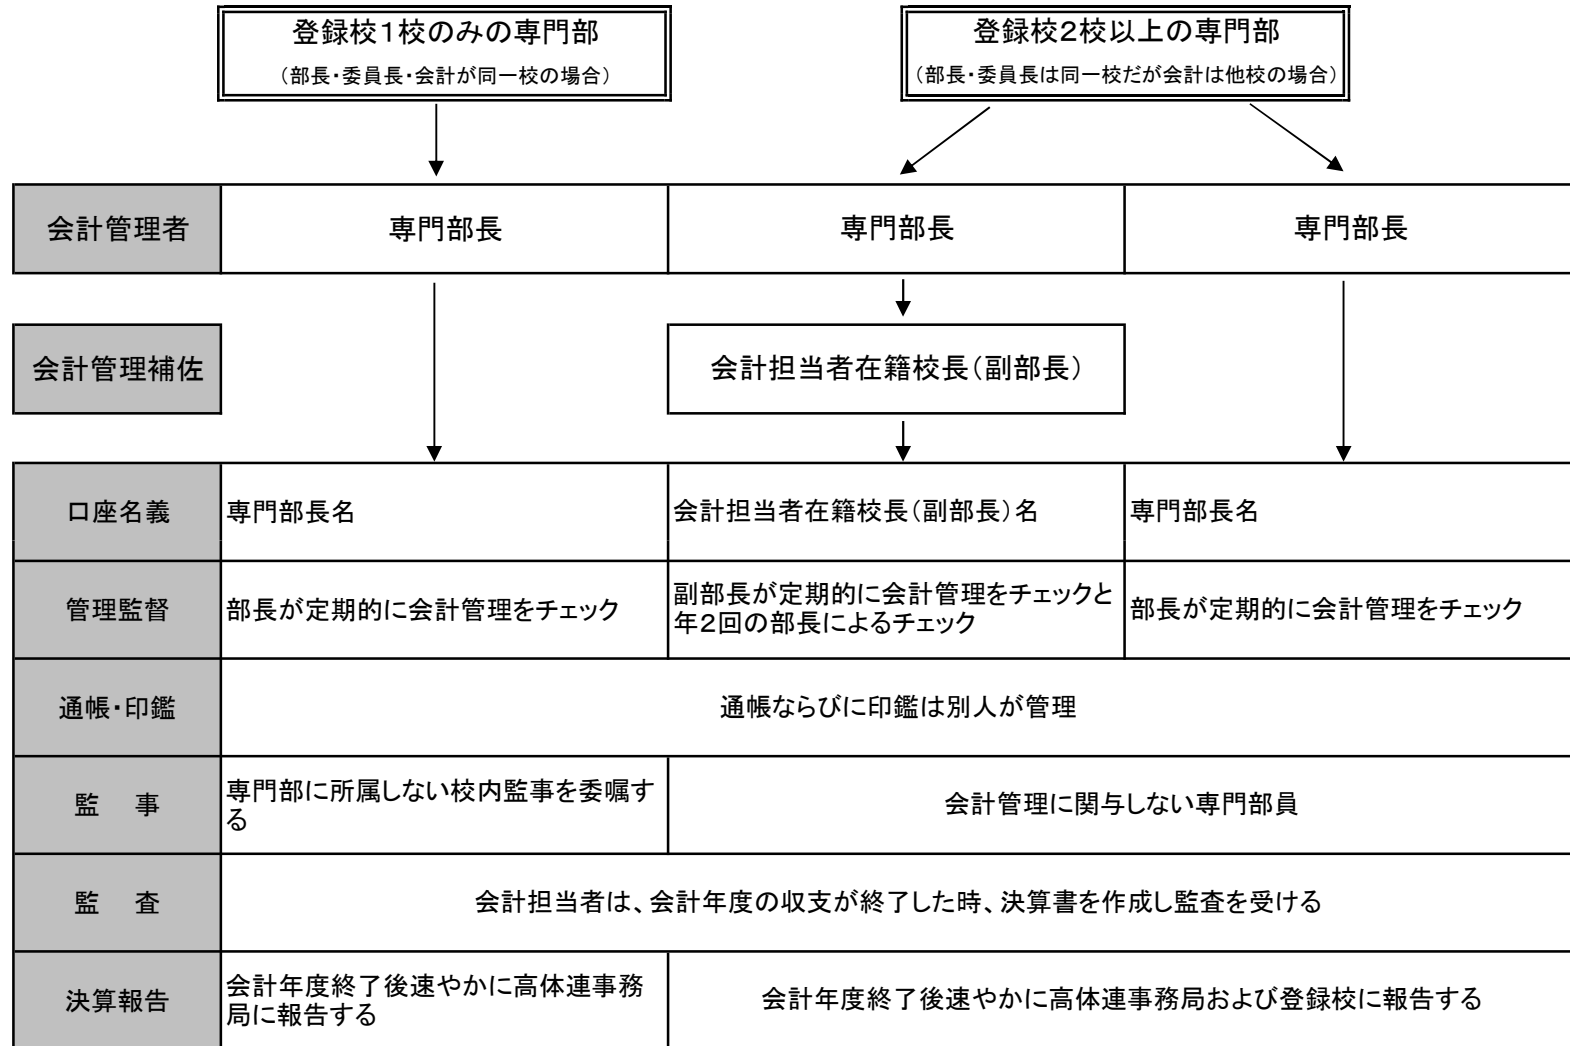 登録校1校のみの専門部
(部長・委員長・会計が同一校の場合)
登録校2校以上の専門部
(部長・委員長は同一校だが会計は他校の場合)
会計管理者
専門部長
専門部長
専門部長
会計管理補佐
会計担当者在籍校長(副部長)
口座名義
専門部長名
会計担当者在籍校長(副部長)名
専門部長名
管理監督
部長が定期的に会計管理をチェック
副部長が定期的に会計管理をチェックと
年2回の部長によるチェック
部長が定期的に会計管理をチェック
通帳・印鑑
通帳ならびに印鑑は別人が管理
監 事
専門部に所属しない校内監事を委嘱す
る
会計管理に関与しない専門部員
監 査
会計担当者は、会計年度の収支が終了した時、決算書を作成し監査を受ける
決算報告
会計年度終了後速やかに高体連事務
局に報告する
会計年度終了後速やかに高体連事務局および登録校に報告する